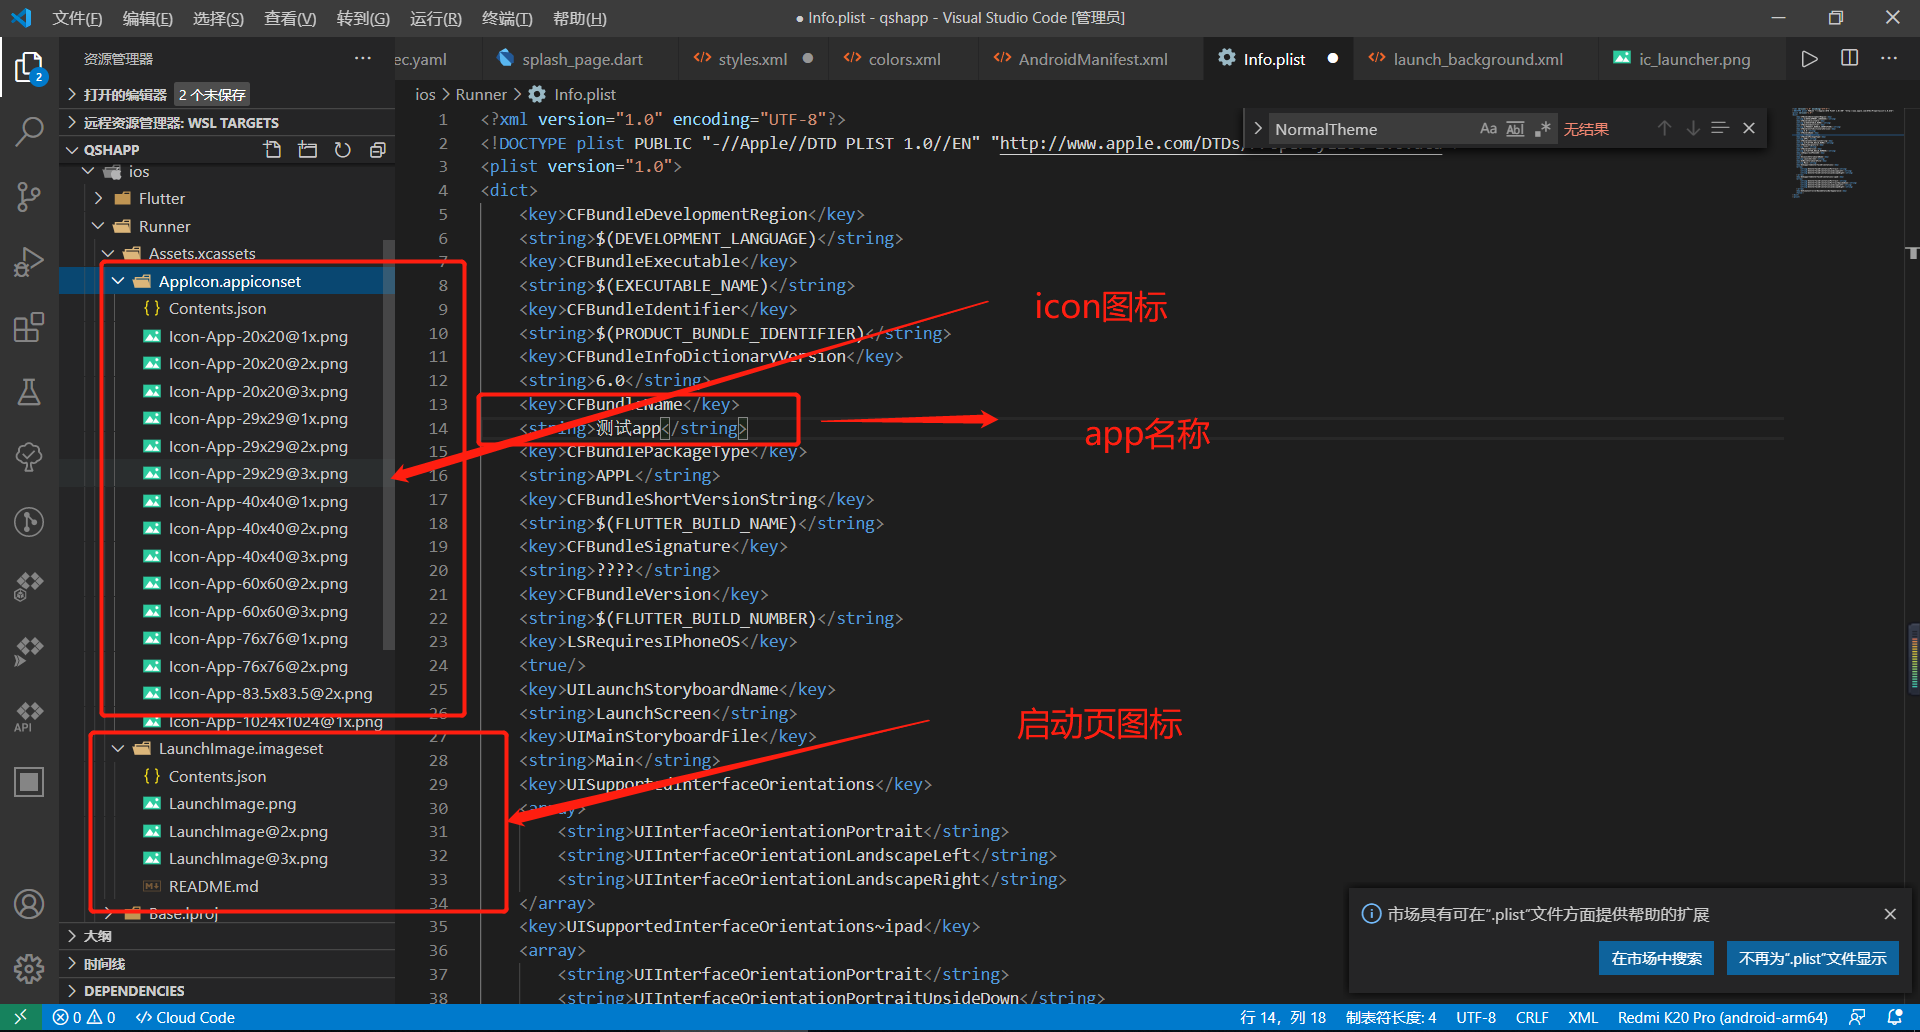 文件(F) 编辑(E) 选择(S) 查看(V) 转到(G) 运行(R) 终端(T) 帮助(H) ● Info.plist - qshapp - Visual Studio Code [管理员]
资源管理器 ···
ec.yaml splash_page.dart styles.xml ● colors.xml AndroidManifest.xml Info.plist ● launch_background.xml ic_launcher.png ···
2
打开的编辑器 2 个未保存
远程资源管理器: WSL TARGETS
QSHAPP
ios
Flutter
Runner
Assets.xcassets
AppIcon.appiconset
Contents.json
Icon-App-20x20@1x.png
Icon-App-20x20@2x.png
Icon-App-20x20@3x.png
Icon-App-29x29@1x.png
Icon-App-29x29@2x.png
Icon-App-29x29@3x.png
Icon-App-40x40@1x.png
Icon-App-40x40@2x.png
Icon-App-40x40@3x.png
Icon-App-60x60@2x.png
Icon-App-60x60@3x.png
Icon-App-76x76@1x.png
Icon-App-76x76@2x.png
Icon-App-83.5x83.5@2x.png
Icon-App-1024x1024@1x.png
LaunchImage.imageset
Contents.json
LaunchImage.png
LaunchImage@2x.png
LaunchImage@3x.png
README.md
Base.lproj
大纲
时间线
DEPENDENCIES
API
ios > Runner > Info.plist
NormalTheme Aa Abl .* 无结果
1 <?xml version="1.0" encoding="UTF-8"?>
2 <!DOCTYPE plist PUBLIC "-//Apple//DTD PLIST 1.0//EN" "http://www.apple.com/DTDs/
3 <plist version="1.0">
4 <dict>
5 <key>CFBundleDevelopmentRegion</key>
6 <string>$(DEVELOPMENT_LANGUAGE)</string>
7 <key>CFBundleExecutable</key>
8 <string>$(EXECUTABLE_NAME)</string>
9 <key>CFBundleIdentifier</key>
10 <string>$(PRODUCT_BUNDLE_IDENTIFIER)</string>
11 <key>CFBundleInfoDictionaryVersion</key>
12 <string>6.0</string>
13 <key>CFBundleName</key>
14 <string>测试app</string>
15 <key>CFBundlePackageType</key>
16 <string>APPL</string>
17 <key>CFBundleShortVersionString</key>
18 <string>$(FLUTTER_BUILD_NAME)</string>
19 <key>CFBundleSignature</key>
20 <string>????</string>
21 <key>CFBundleVersion</key>
22 <string>$(FLUTTER_BUILD_NUMBER)</string>
23 <key>LSRequiresIPhoneOS</key>
24 <true/>
25 <key>UILaunchStoryboardName</key>
26 <string>LaunchScreen</string>
27 <key>UIMainStoryboardFile</key>
28 <string>Main</string>
29 <key>UISupportedInterfaceOrientations</key>
30 <array>
31 <string>UIInterfaceOrientationPortrait</string>
32 <string>UIInterfaceOrientationLandscapeLeft</string>
33 <string>UIInterfaceOrientationLandscapeRight</string>
34 </array>
35 <key>UISupportedInterfaceOrientations~ipad</key>
36 <array>
37 <string>UIInterfaceOrientationPortrait</string>
38 <string>UIInterfaceOrientationPortraitUpsideDown</string>
icon图标
app名称
启动页图标
市场具有可在“.plist”文件方面提供帮助的扩展
在市场中搜索 不再为“.plist”文件显示
0 0 Cloud Code 行 14，列 18 制表符长度: 4 UTF-8 CRLF XML Redmi K20 Pro (android-arm64)